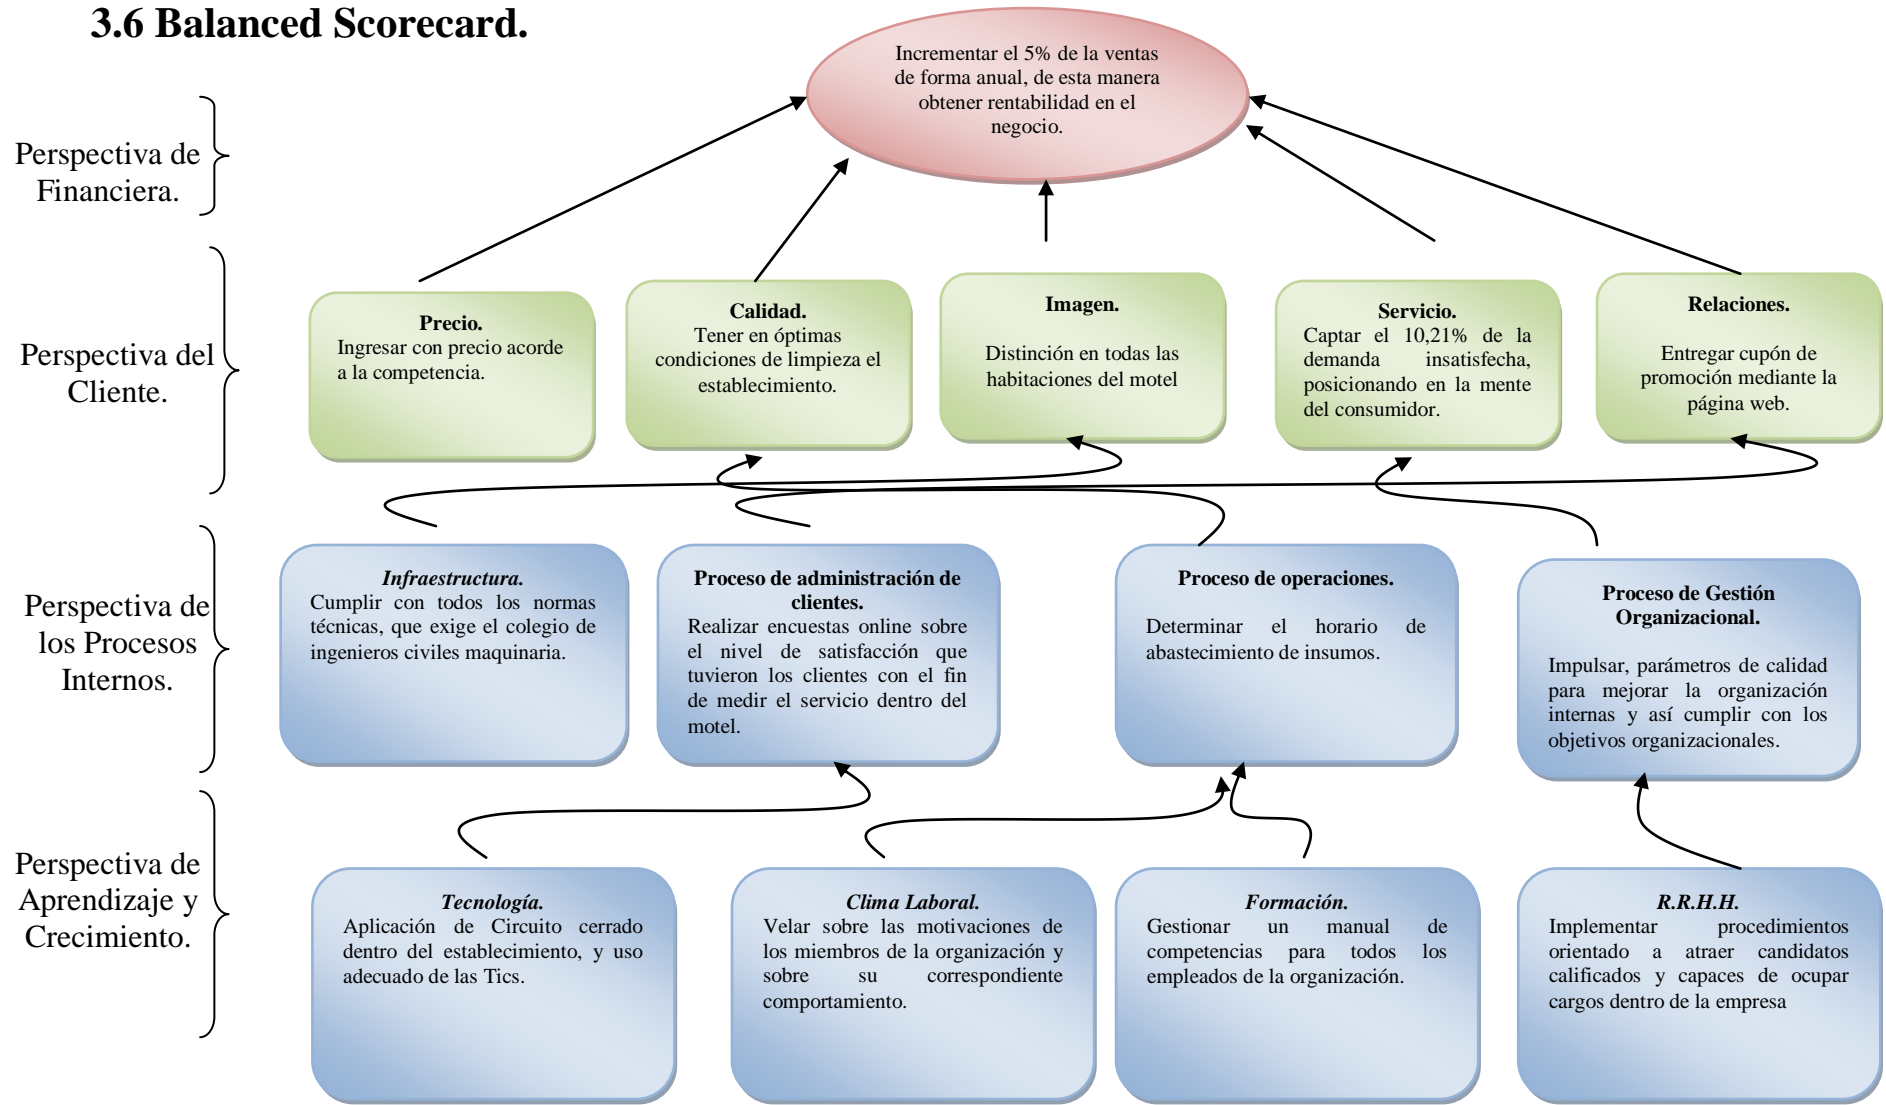 3.6 Balanced Scorecard.
Incrementar el 5% de la ventas
de forma anual, de esta manera
obtener rentabilidad en el
negocio.
Perspectiva de
Financiera.
Perspectiva del
Cliente.
Precio.
Ingresar con precio acorde
a la competencia.
Calidad.
Tener en óptimas
condiciones de limpieza el
establecimiento.
Imagen.
Distinción en todas las
habitaciones del motel
Servicio.
Captar el 10,21% de la
demanda insatisfecha,
posicionando en la mente
del consumidor.
Relaciones.
Entregar cupón de
promoción mediante la
página web.
Perspectiva de
los Procesos
Internos.
Infraestructura.
Cumplir con todos los normas
técnicas, que exige el colegio de
ingenieros civiles maquinaria.
Proceso de administración de
clientes.
Realizar encuestas online sobre
el nivel de satisfacción que
tuvieron los clientes con el fin
de medir el servicio dentro del
motel.
Proceso de operaciones.
Determinar el horario de
abastecimiento de insumos.
Proceso de Gestión
Organizacional.
Impulsar, parámetros de calidad
para mejorar la organización
internas y así cumplir con los
objetivos organizacionales.
Perspectiva de
Aprendizaje y
Crecimiento.
Tecnología.
Aplicación de Circuito cerrado
dentro del establecimiento, y uso
adecuado de las Tics.
Clima Laboral.
Velar sobre las motivaciones de
los miembros de la organización y
sobre su correspondiente
comportamiento.
Formación.
Gestionar un manual de
competencias para todos los
empleados de la organización.
R.R.H.H.
Implementar procedimientos
orientado a atraer candidatos
calificados y capaces de ocupar
cargos dentro de la empresa